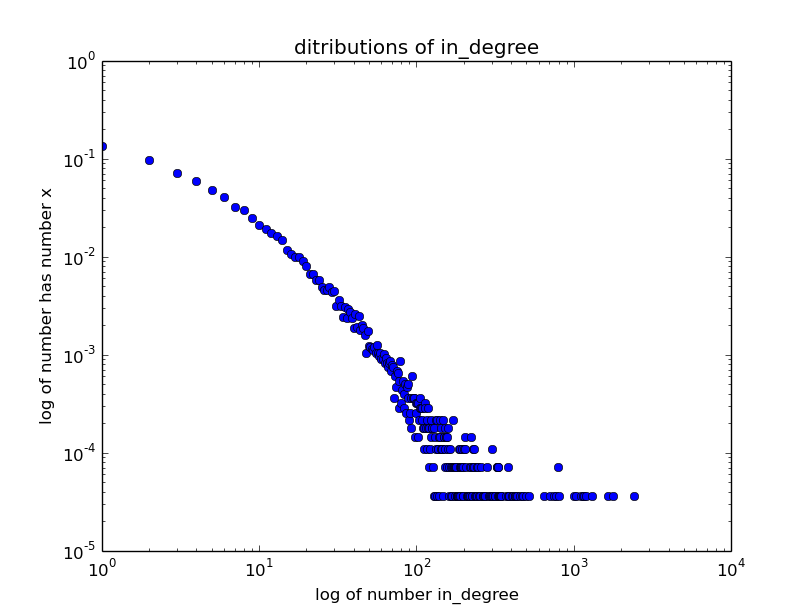 ditributions of in_degree
10^0
10^-1
10^-2
10^-3
10^-4
10^-5
log of number has number x
10^0 10^1 10^2 10^3 10^4
log of number in_degree